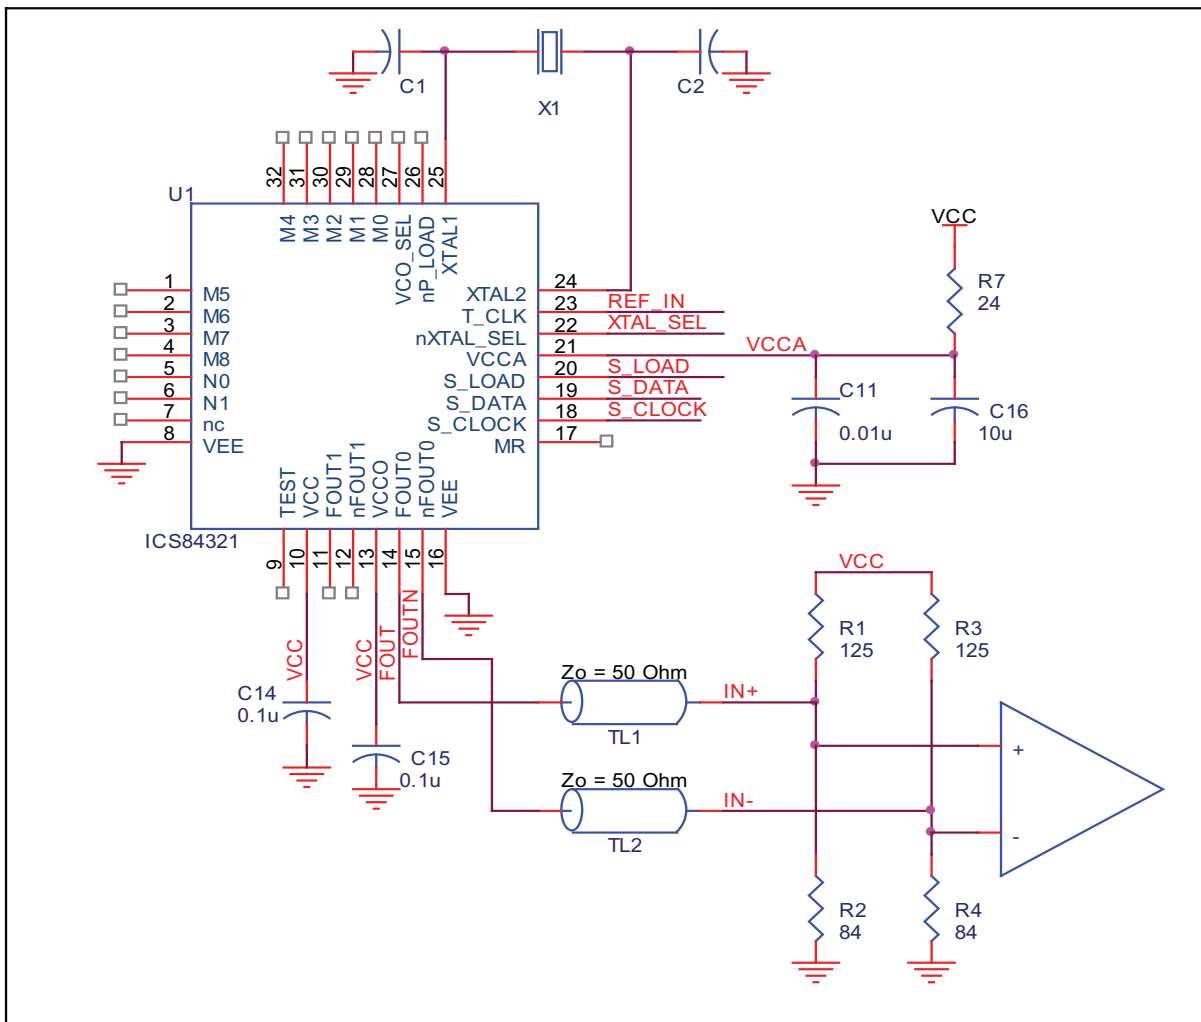 C1
X1
C2
U1
32
31
30
29
28
27
26
25
M4
M3
M2
M1
M0
VCO_SEL
nP_LOAD
XTAL1
1
2
3
4
5
6
7
8
M5
M6
M7
M8
N0
N1
nc
VEE
XTAL2
T_CLK
nXTAL_SEL
VCCA
S_LOAD
S_DATA
S_CLOCK
MR
24
23
22
21
20
19
18
17
REF_IN
XTAL_SEL
VCCA
S_LOAD
S_DATA
S_CLOCK
VCC
R7
24
C11
0.01u
C16
10u
TEST
VCC
FOUT1
nFOUT1
VCCO
FOUT0
nFOUT0
VEE
ICS84321
9
10
11
12
13
14
15
16
VCC
VCC
FOUT
FOUTN
C14
0.1u
C15
0.1u
Zo = 50 Ohm
TL1
IN+
Zo = 50 Ohm
TL2
IN-
VCC
R1
125
R3
125
+
-
R2
84
R4
84